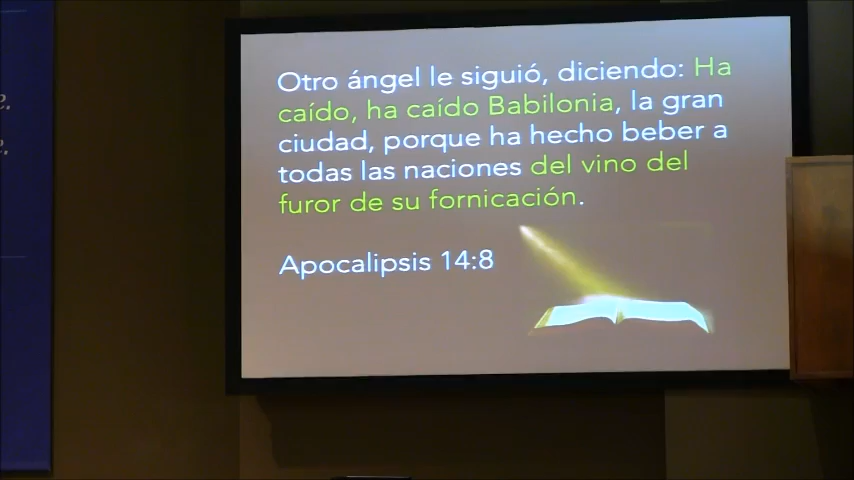 Otro ángel le siguió, diciendo: Ha
caído, ha caído Babilonia, la gran
ciudad, porque ha hecho beber a
todas las naciones del vino del
furor de su fornicación.
Apocalipsis 14:8